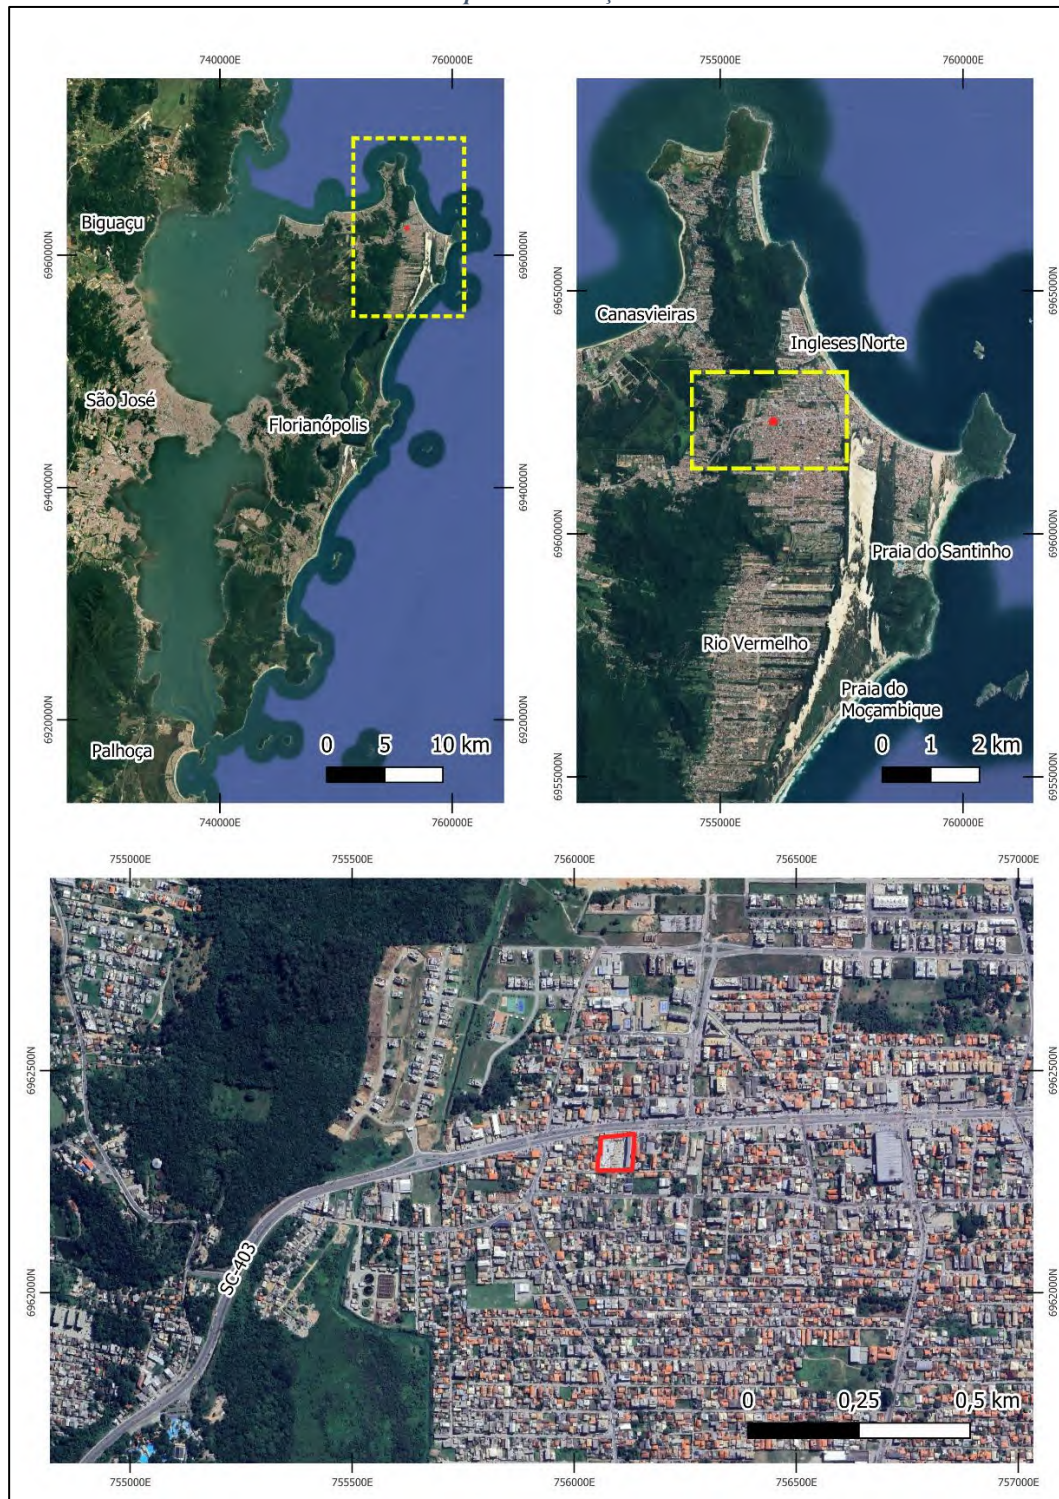 740000E
760000E
755000E
760000E
Biguaçu
6960000N
6960000N
São José
Florianópolis
6940000N
6940000N
6920000N
6920000N
Palhoça
0 5 10 km
740000E
760000E
Canasvieiras
6965000N
6965000N
Ingleses Norte
6960000N
6960000N
Praia do Santinho
Rio Vermelho
Praia do
Moçambique
0 1 2 km
6955000N
6955000N
755000E
760000E
755000E
755500E
756000E
756500E
757000E
6962500N
6962500N
SC-403
6962000N
6962000N
0 0,25 0,5 km
755000E
755500E
756000E
756500E
757000E